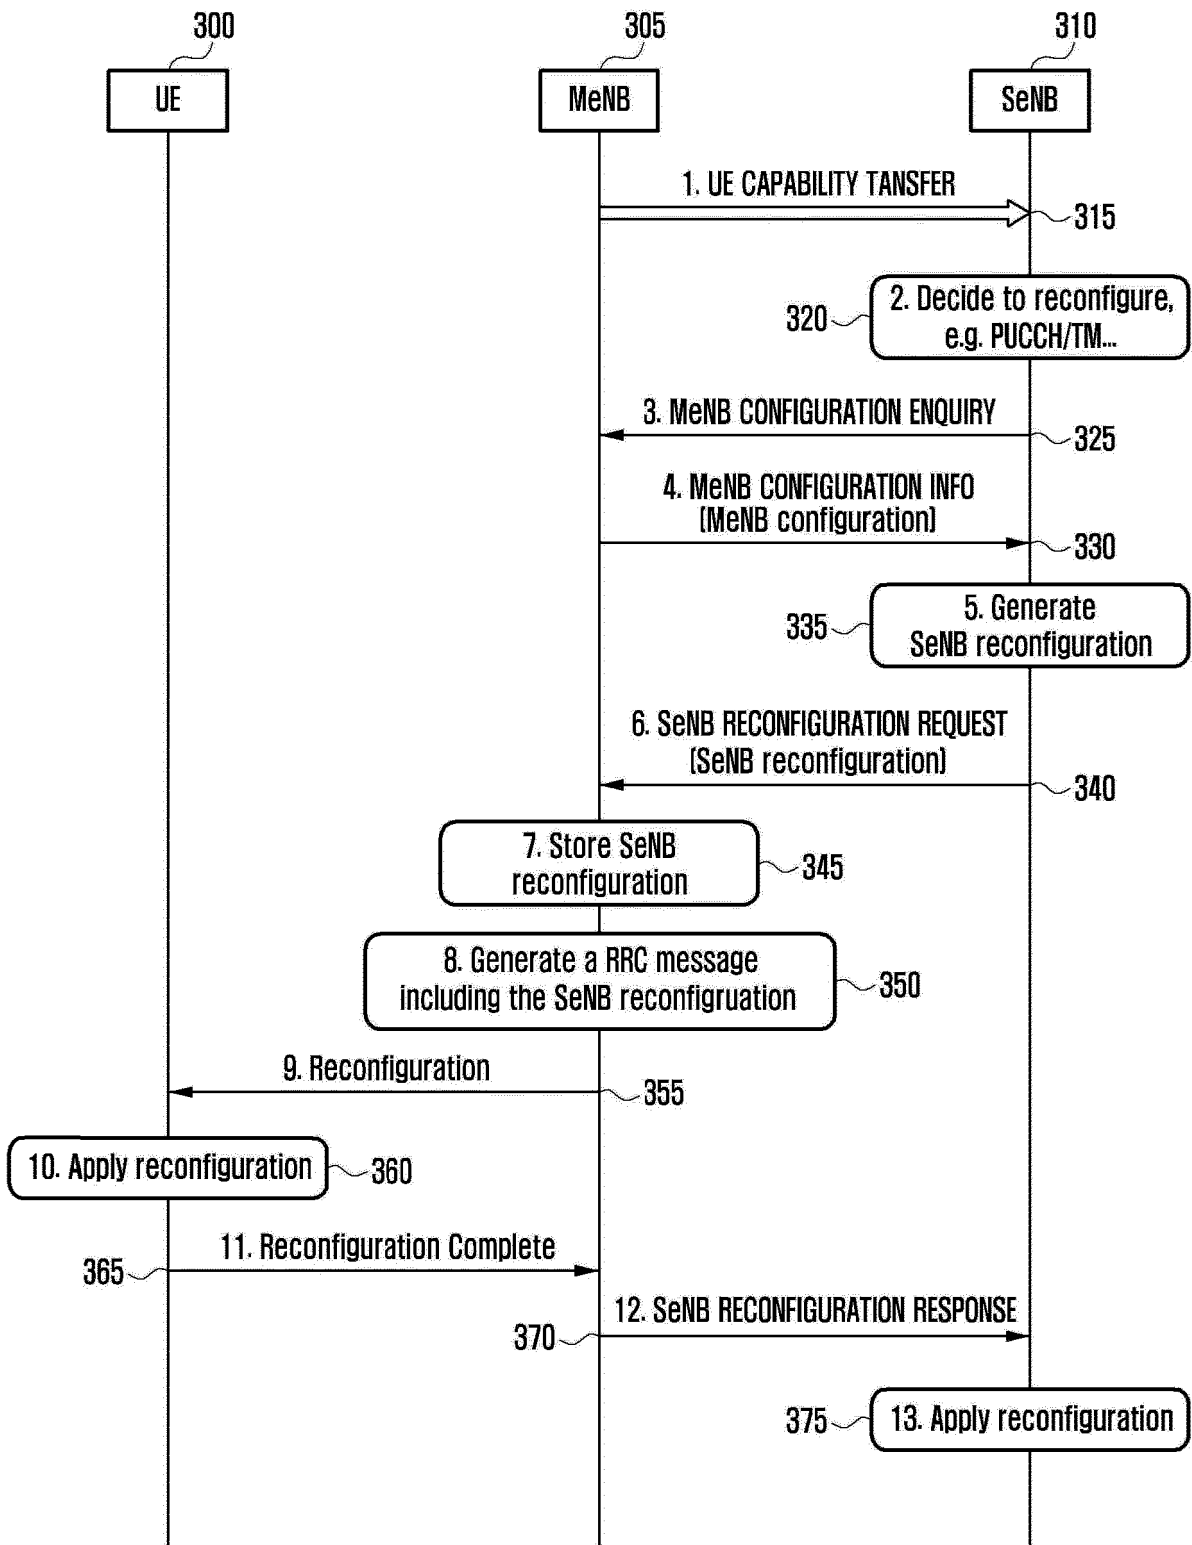 300
305
310
UE
MeNB
SeNB
1. UE CAPABILITY TANSFER
315
2. Decide to reconfigure,
e.g. PUCCH/TM...
320
3. MeNB CONFIGURATION ENQUIRY
325
4. MeNB CONFIGURATION INFO
(MeNB configuration)
330
5. Generate
SeNB reconfiguration
335
6. SeNB RECONFIGURATION REQUEST
(SeNB reconfiguration)
340
7. Store SeNB
reconfiguration
345
8. Generate a RRC message
including the SeNB reconfigruation
350
9. Reconfiguration
355
10. Apply reconfiguration
360
11. Reconfiguration Complete
365
12. SeNB RECONFIGURATION RESPONSE
370
375
13. Apply reconfiguration